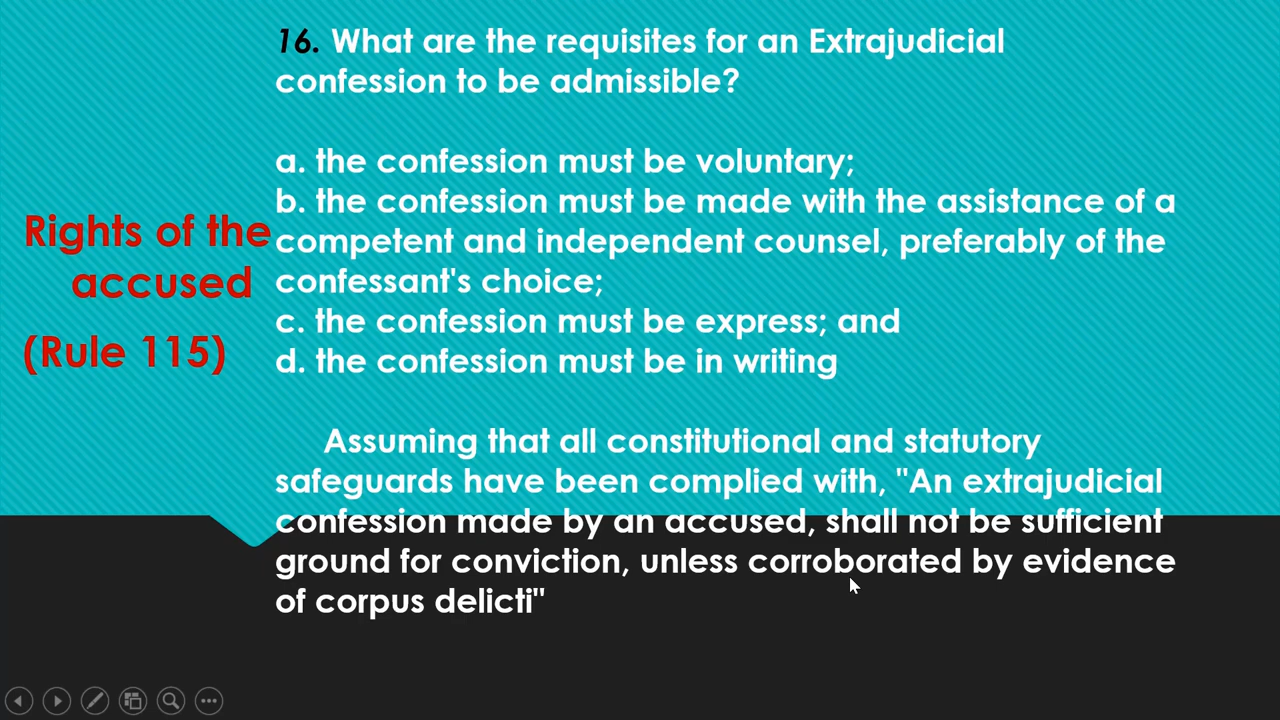 16. What are the requisites for an Extrajudicial
confession to be admissible?
a. the confession must be voluntary;
b. the confession must be made with the assistance of a
competent and independent counsel, preferably of the
confessant's choice;
c. the confession must be express; and
d. the confession must be in writing
Assuming that all constitutional and statutory
safeguards have been complied with, "An extrajudicial
confession made by an accused, shall not be sufficient
ground for conviction, unless corroborated by evidence
of corpus delicti"
Rights of the
accused
(Rule 115)